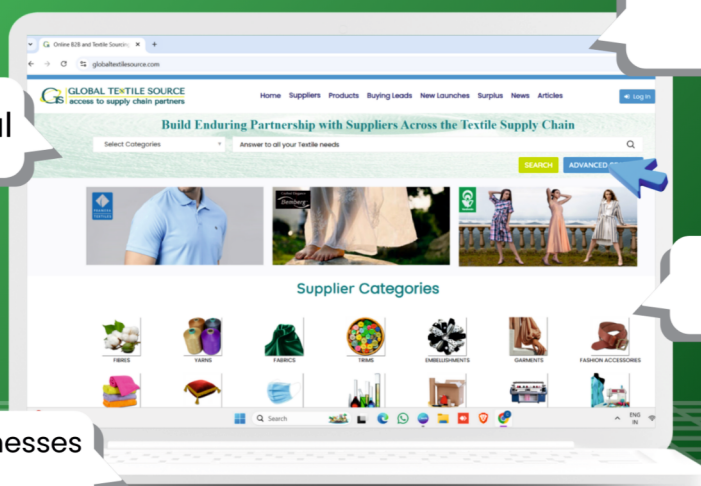 Online B2B and Textile Sourcing
globaltextilesource.com
GTS
GLOBAL TEXTILE SOURCE
access to supply chain partners
Home Suppliers Products Buying Leads New Launches Surplus News Articles
Log In
Build Enduring Partnership with Suppliers Across the Textile Supply Chain
Select Categories
Answer to all your Textile needs
SEARCH
ADVANCED
Bemberg
Supplier Categories
FIBRES YARNS FABRICS TRIMS EMBELLISHMENTS GARMENTS FASHION ACCESSORIES
Search
ENG
IN
al
nesses